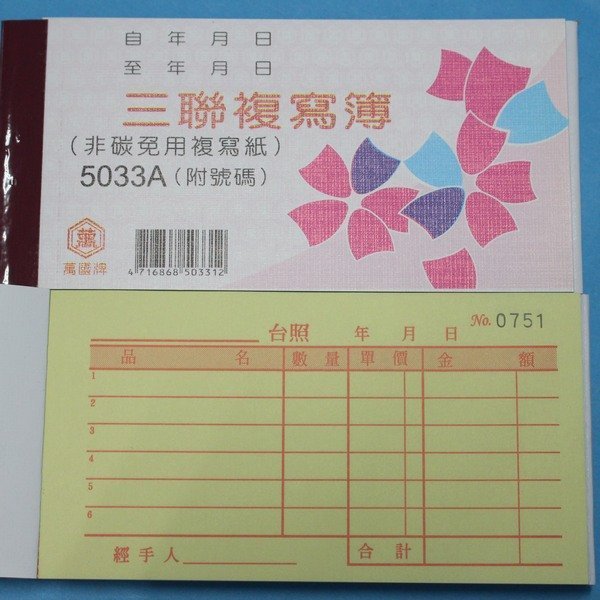 自 年 月 日
至 年 月 日
三聯複寫簿
(非碳免用複寫紙)
5033A (附號碼)
萬
萬國牌
4 716868 503312
台照 年 月 日 No. 0751
品 名 數 量 單 價 金 額
1
2
3
4
5
6
經手人 合 計